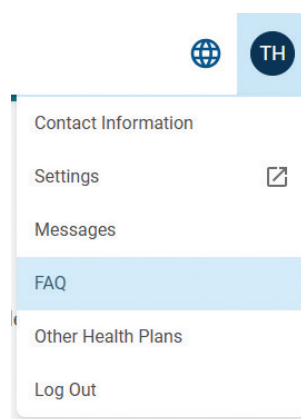 TH
Contact Information
Settings
Messages
FAQ
Other Health Plans
Log Out